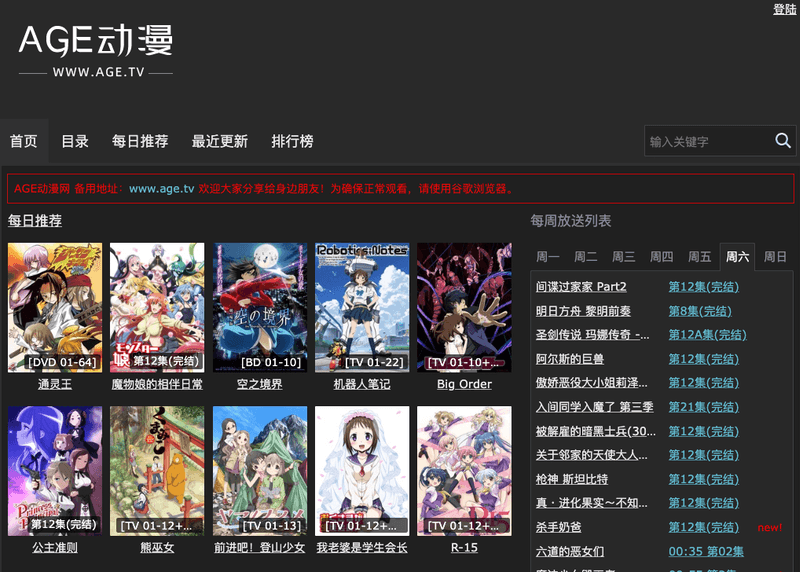 登陆
AGE动漫
WWW.AGE.TV
首页 目录 每日推荐 最近更新 排行榜
输入关键字
AGE动漫网 备用地址：www.age.tv 欢迎大家分享给身边朋友！为确保正常观看，请使用谷歌浏览器。
每日推荐
[DVD 01-64]
第12集(完结)
空の境界
[BD 01-10]
Robotics;Notes
[TV 01-22]
[TV 01-10+...
通灵王
魔物娘的相伴日常
空之境界
机器人笔记
Big Order
第12集(完结)
[TV 01-12+...
[TV 01-13]
[TV 01-12+...
[TV 01-12+...
公主准则
熊巫女
前进吧！登山少女
我老婆是学生会长
R-15
每周放送列表
周一 周二 周三 周四 周五 周六 周日
间谍过家家 Part2 第12集(完结)
明日方舟 黎明前奏 第8集(完结)
圣剑传说 玛娜传奇 -... 第12A集(完结)
阿尔斯的巨兽 第12集(完结)
傲娇恶役大小姐莉泽... 第12集(完结)
入间同学入魔了 第三季 第21集(完结)
被解雇的暗黑士兵(30... 第12集(完结)
关于邻家的天使大人... 第12集(完结)
枪神 斯坦比特 第12集(完结)
真・进化果实～不知... 第12集(完结)
杀手奶爸 第12集(完结) new!
六道的恶女们 00:35 第02集